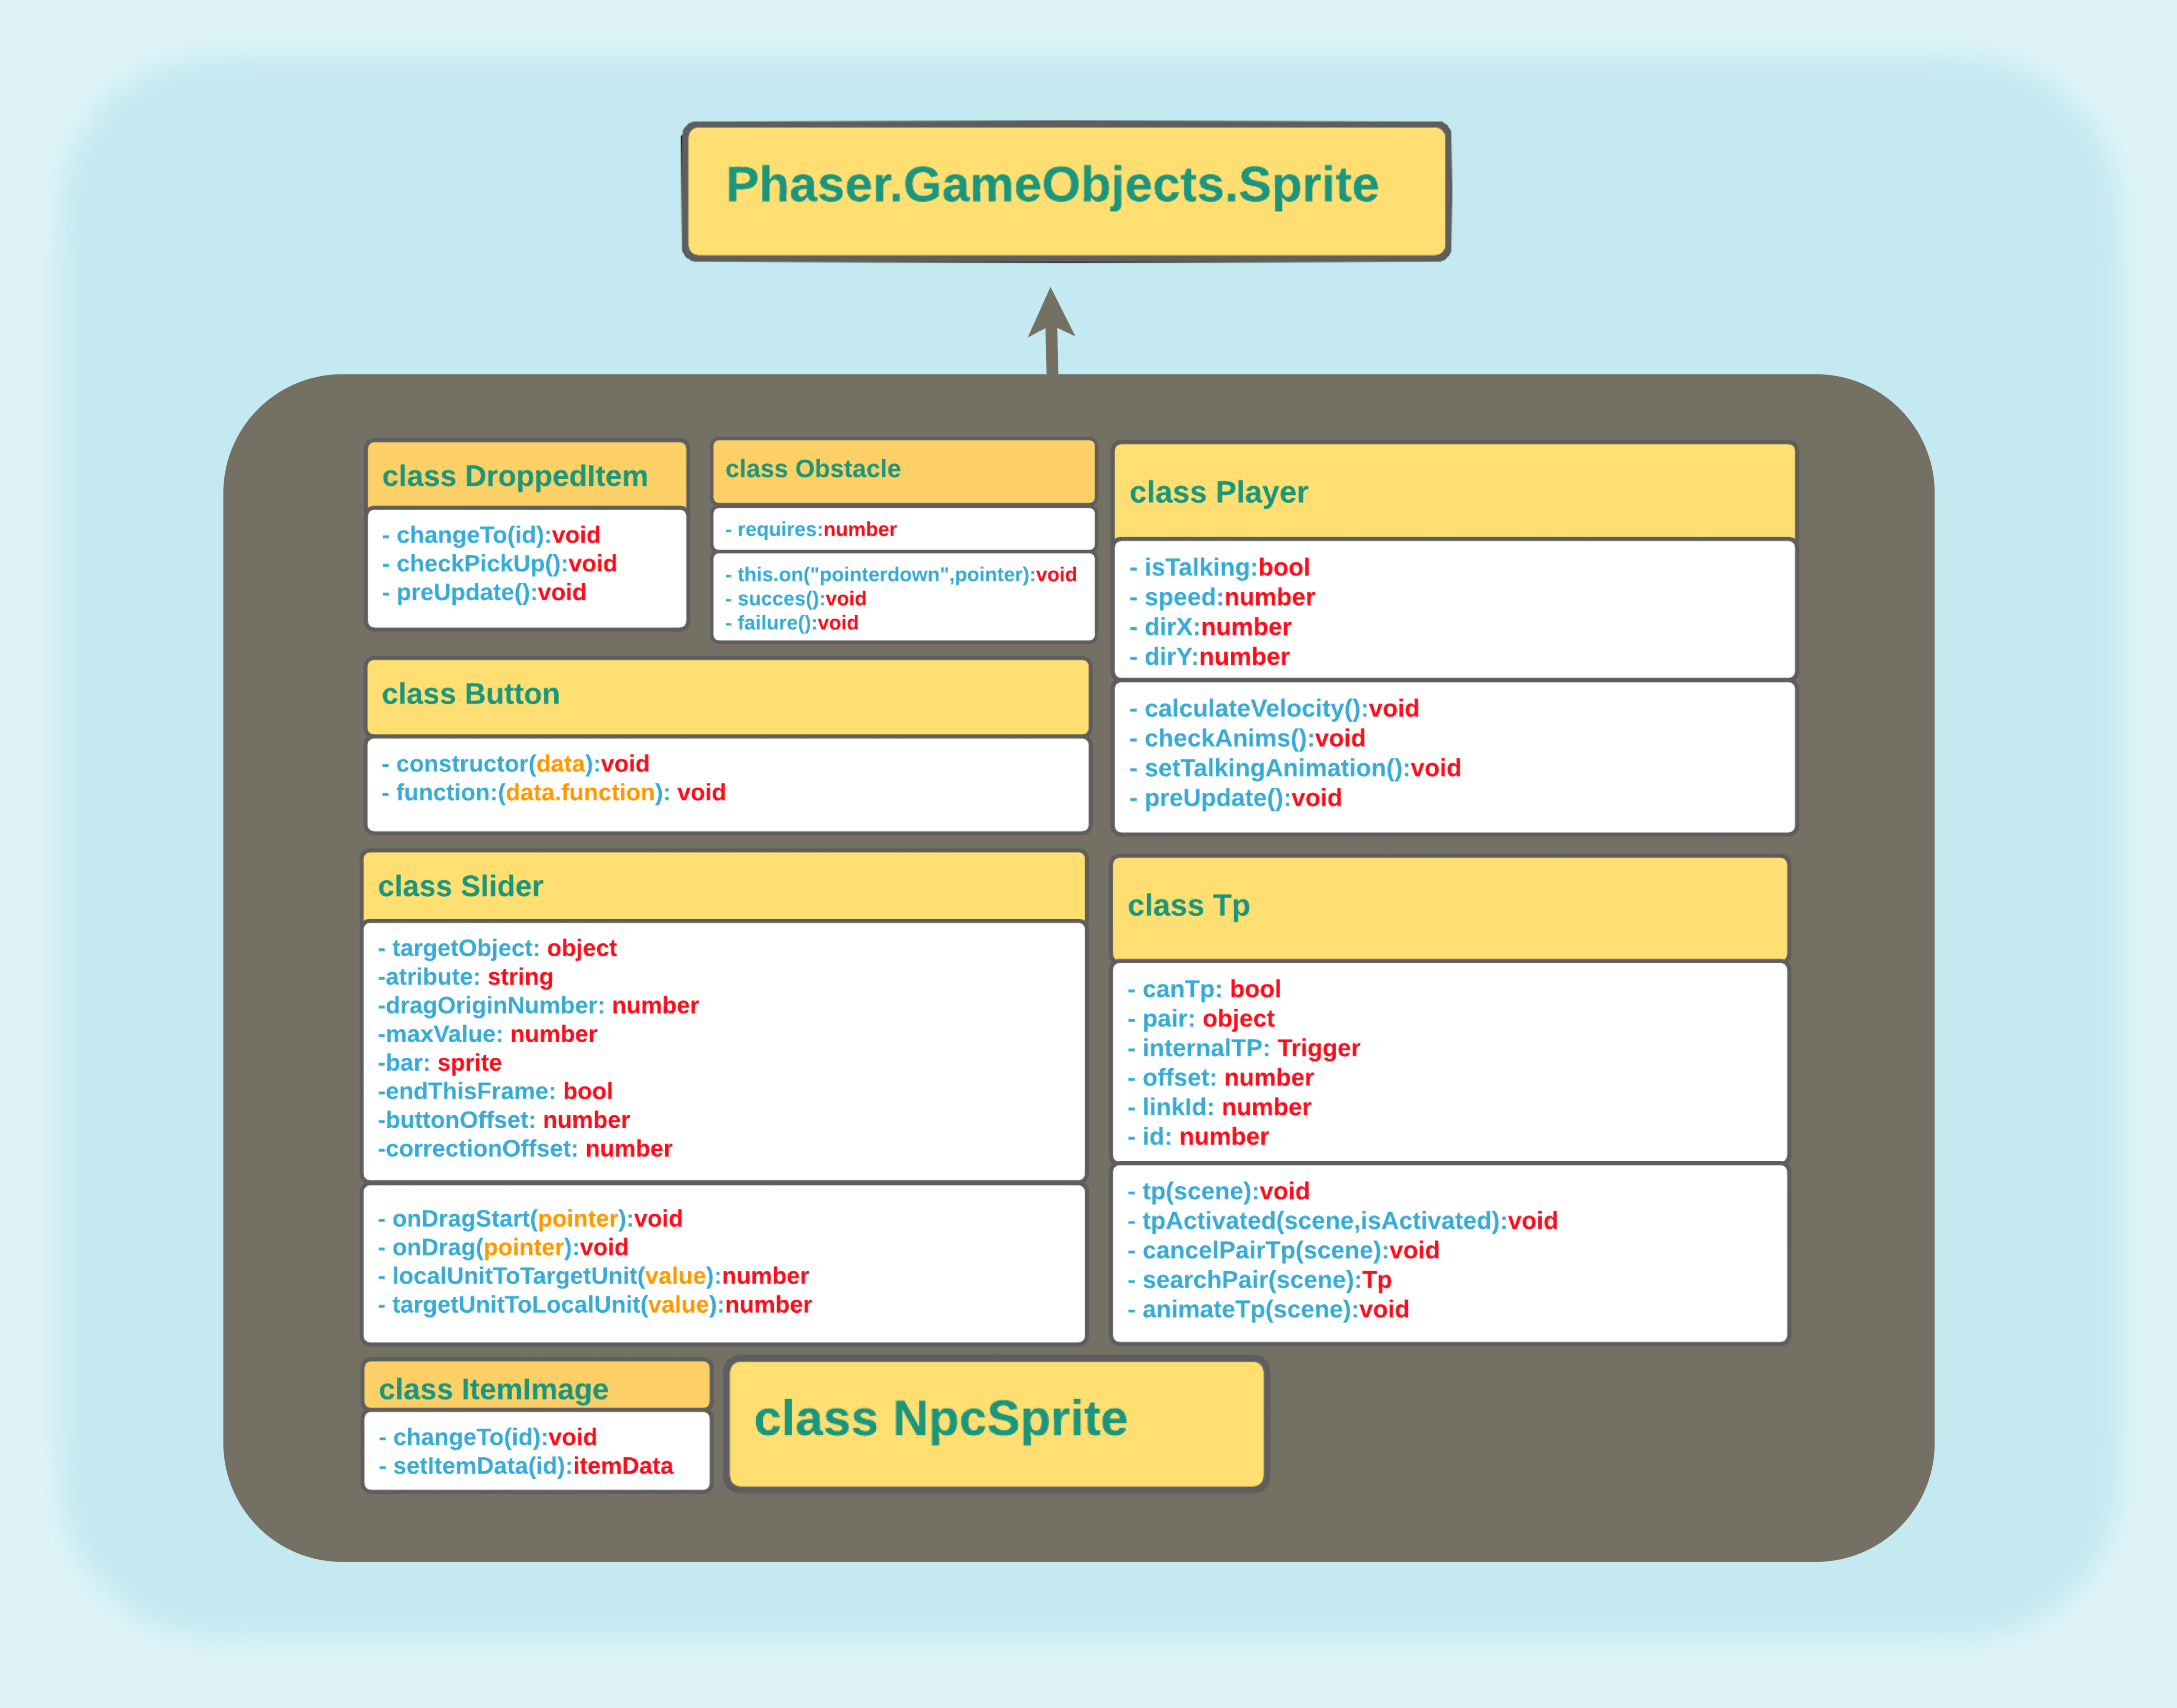 Phaser.GameObjects.Sprite
class DroppedItem
- changeTo(id):void
- checkPickUp():void
- preUpdate():void
class Obstacle
- requires:number
- this.on("pointerdown",pointer):void
- succes():void
- failure():void
class Player
- isTalking:bool
- speed:number
- dirX:number
- dirY:number
- calculateVelocity():void
- checkAnims():void
- setTalkingAnimation():void
- preUpdate():void
class Button
- constructor(data):void
- function:(data.function): void
class Slider
- targetObject: object
-atribute: string
-dragOriginNumber: number
-maxValue: number
-bar: sprite
-endThisFrame: bool
-buttonOffset: number
-correctionOffset: number
- onDragStart(pointer):void
- onDrag(pointer):void
- localUnitToTargetUnit(value):number
- targetUnitToLocalUnit(value):number
class Tp
- canTp: bool
- pair: object
- internalTP: Trigger
- offset: number
- linkId: number
- id: number
- tp(scene):void
- tpActivated(scene,isActivated):void
- cancelPairTp(scene):void
- searchPair(scene):Tp
- animateTp(scene):void
class ItemImage
- changeTo(id):void
- setItemData(id):itemData
class NpcSprite